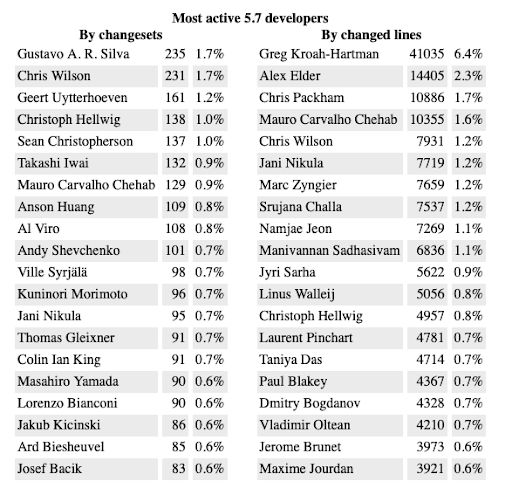 Most active 5.7 developers
By changesets By changed lines
Gustavo A. R. Silva 235 1.7% Greg Kroah-Hartman 41035 6.4%
Chris Wilson 231 1.7% Alex Elder 14405 2.3%
Geert Uytterhoeven 161 1.2% Chris Packham 10886 1.7%
Christoph Hellwig 138 1.0% Mauro Carvalho Chehab 10355 1.6%
Sean Christopherson 137 1.0% Chris Wilson 7931 1.2%
Takashi Iwai 132 0.9% Jani Nikula 7719 1.2%
Mauro Carvalho Chehab 129 0.9% Marc Zyngier 7659 1.2%
Anson Huang 109 0.8% Srujana Challa 7537 1.2%
Al Viro 108 0.8% Namjae Jeon 7269 1.1%
Andy Shevchenko 101 0.7% Manivannan Sadhasivam 6836 1.1%
Ville Syrjälä 98 0.7% Jyri Sarha 5622 0.9%
Kuninori Morimoto 96 0.7% Linus Walleij 5056 0.8%
Jani Nikula 95 0.7% Christoph Hellwig 4957 0.8%
Thomas Gleixner 91 0.7% Laurent Pinchart 4781 0.7%
Colin Ian King 91 0.7% Taniya Das 4714 0.7%
Masahiro Yamada 90 0.6% Paul Blakey 4367 0.7%
Lorenzo Bianconi 90 0.6% Dmitry Bogdanov 4328 0.7%
Jakub Kicinski 86 0.6% Vladimir Oltean 4210 0.7%
Ard Biesheuvel 85 0.6% Jerome Brunet 3973 0.6%
Josef Bacik 83 0.6% Maxime Jourdan 3921 0.6%